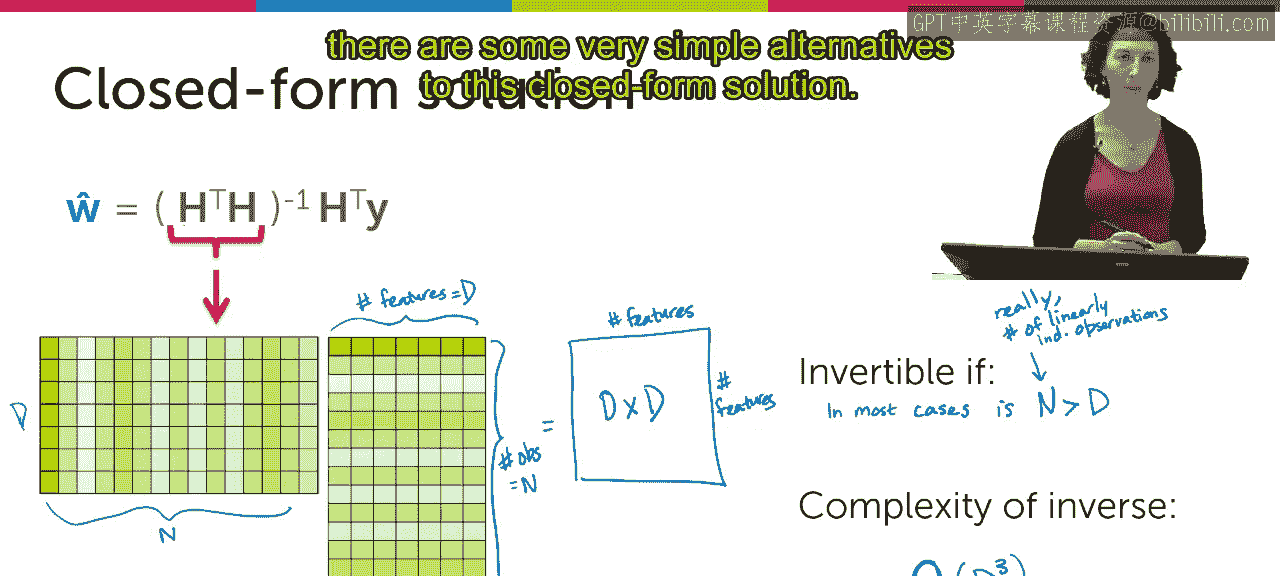 GPT中英字幕课程资源@bilibili.com
there are some very simple alternatives
to this closed-form solution.
Closed-form solution
ŵ = ( HᵀH )⁻¹ Hᵀy
# features = D
# features
really,
# of linearly
ind. observations
D
D x D
#
features
=
# obs
= N
N
Invertible if:
In most cases is N > D
Complexity of inverse:
O(D³)